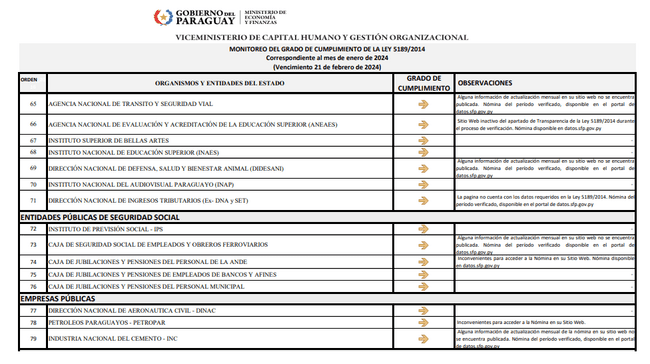 GOBIERNO DEL PARAGUAY
MINISTERIO DE ECONOMÍA Y FINANZAS
VICEMINISTERIO DE CAPITAL HUMANO Y GESTIÓN ORGANIZACIONAL
MONITOREO DEL GRADO DE CUMPLIMIENTO DE LA LEY 5189/2014
Correspondiente al mes de enero de 2024
(Vencimiento 21 de febrero de 2024)
ORDEN
ORGANISMOS Y ENTIDADES DEL ESTADO
GRADO DE CUMPLIMIENTO
OBSERVACIONES
65
AGENCIA NACIONAL DE TRANSITO Y SEGURIDAD VIAL
Alguna información de actualización mensual en su sitio web no se encuentra
publicada. Nómina del período verificado, disponible en el portal de
datos.sfp.gov.py
66
AGENCIA NACIONAL DE EVALUACIÓN Y ACREDITACIÓN DE LA EDUCACIÓN SUPERIOR (ANEAES)
Sitio Web inactivo del apartado de Transparencia de la Ley 5189/2014 durante
el proceso de verificación. Nómina disponible en datos.sfp.gov.py
67
INSTITUTO SUPERIOR DE BELLAS ARTES
68
INSTITUTO NACIONAL DE EDUCACIÓN SUPERIOR (INAES)
69
DIRECCIÓN NACIONAL DE DEFENSA, SALUD Y BIENESTAR ANIMAL (DIDESANI)
Alguna información de actualización mensual en su sitio web no se encuentra
publicada. Nómina del período verificado, disponible en el portal de
datos.sfp.gov.py
70
INSTITUTO NACIONAL DEL AUDIOVISUAL PARAGUAYO (INAP)
71
DIRECCIÓN NACIONAL DE INGRESOS TRIBUTARIOS (Ex- DNA y SET)
La pagina no cuenta con los datos requeridos en la Ley 5189/2014. Nómina del
período verificado, disponible en el portal de datos.sfp.gov.py
ENTIDADES PÚBLICAS DE SEGURIDAD SOCIAL
72
INSTITUTO DE PREVISIÓN SOCIAL - IPS
73
CAJA DE SEGURIDAD SOCIAL DE EMPLEADOS Y OBREROS FERROVIARIOS
Alguna información de actualización mensual en su sitio web no se encuentra
publicada. Nómina del período verificado, disponible en el portal de
datos.sfp.gov.py
74
CAJA DE JUBILACIONES Y PENSIONES DEL PERSONAL DE LA ANDE
Inconvenientes para acceder a la Nómina en su Sitio Web. Nómina disponible
en datos.sfp.gov.py
75
CAJA DE JUBILACIONES Y PENSIONES DE EMPLEADOS DE BANCOS Y AFINES
76
CAJA DE JUBILACIONES Y PENSIONES DEL PERSONAL MUNICIPAL
EMPRESAS PÚBLICAS
77
DIRECCIÓN NACIONAL DE AERONAUTICA CIVIL - DINAC
78
PETROLEOS PARAGUAYOS - PETROPAR
Inconvenientes para acceder a la Nómina en su Sitio Web.
79
INDUSTRIA NACIONAL DEL CEMENTO - INC
Alguna información de actualización mensual de la nómina en su sitio web no
se encuentra publicada. Nómina del período verificado, disponible en el portal
de datos.sfp.gov.py